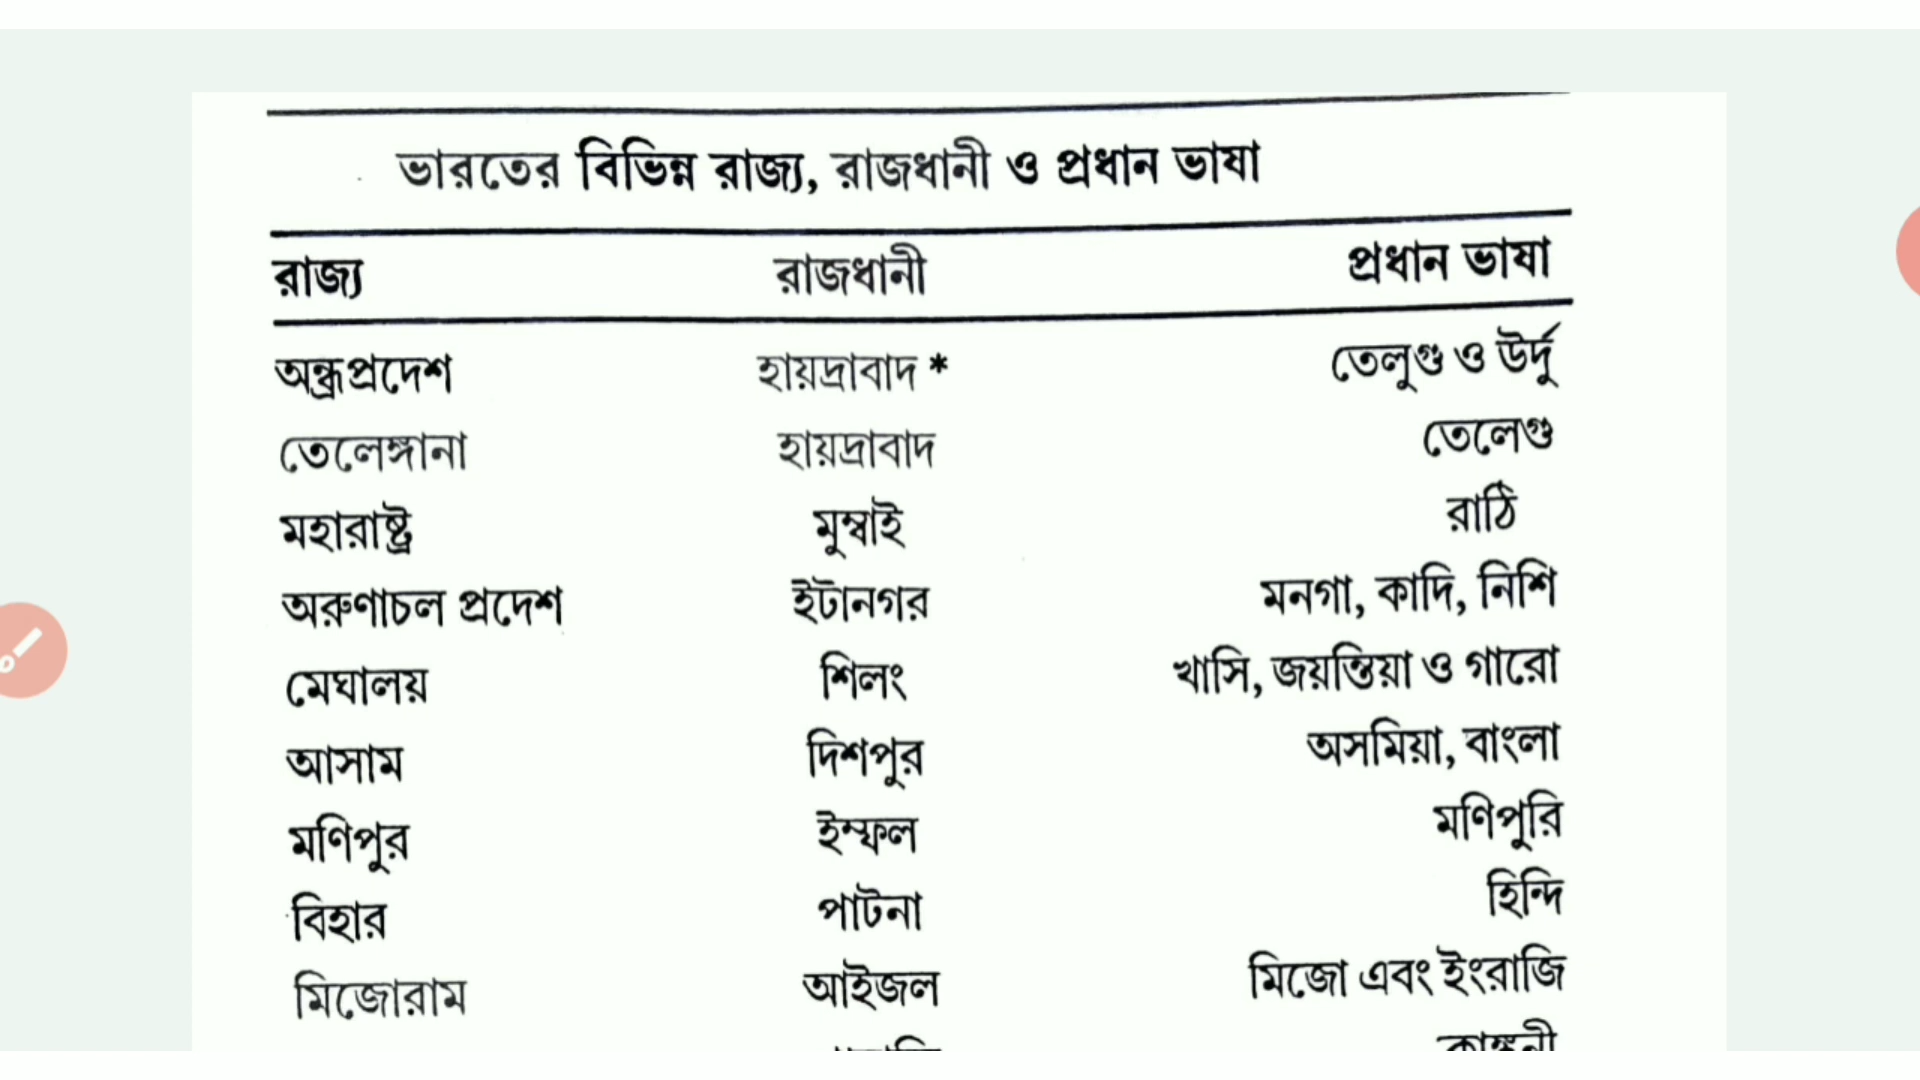 ভারতের বিভিন্ন রাজ্য, রাজধানী ও প্রধান ভাষা
রাজ্য রাজধানী প্রধান ভাষা
অন্ধ্রপ্রদেশ হায়দ্রাবাদ * তেলুগু ও উর্দু
তেলেঙ্গানা হায়দ্রাবাদ তেলেগু
মহারাষ্ট্র মুম্বাই রাঠি
অরুণাচল প্রদেশ ইটানগর মনগা, কাদি, নিশি
মেঘালয় শিলং খাসি, জয়ন্তিয়া ও গারো
আসাম দিশপুর অসমিয়া, বাংলা
মণিপুর ইম্ফল মণিপুরি
বিহার পাটনা হিন্দি
মিজোরাম আইজল মিজো এবং ইংরাজি